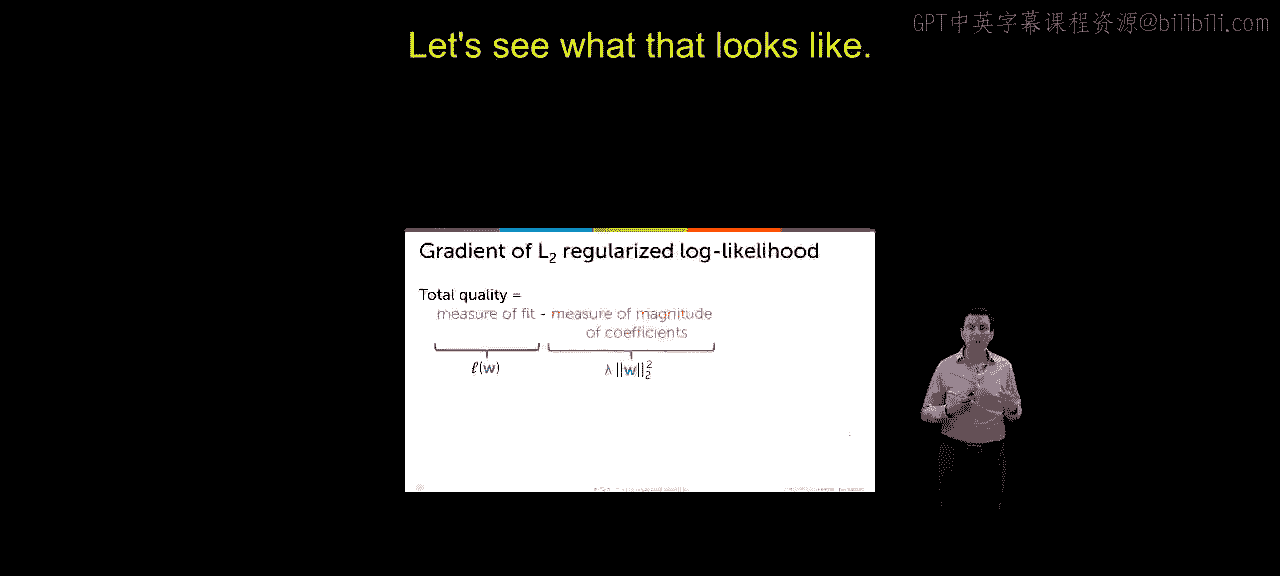 GPT中英字幕课程资源@bilibili.com
Let's see what that looks like.
Gradient of L₂ regularized log-likelihood
Total quality =
measure of fit - measure of magnitude
of coefficients
ℓ(w)
λ ||w||₂²